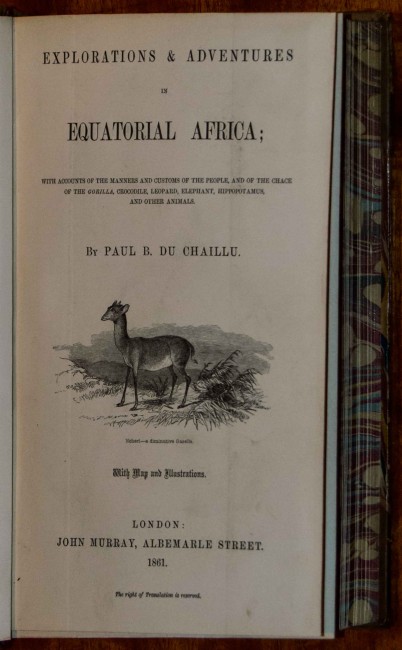 EXPLORATIONS & ADVENTURES
IN
EQUATORIAL AFRICA;
WITH ACCOUNTS OF THE MANNERS AND CUSTOMS OF THE PEOPLE, AND OF THE CHACE
OF THE GORILLA, CROCODILE, LEOPARD, ELEPHANT, HIPPOPOTAMUS,
AND OTHER ANIMALS.
By PAUL B. DU CHAILLU.
a diminutive Gazelle.
With Map and Illustrations.
LONDON:
JOHN MURRAY, ALBEMARLE STREET.
1861.
The right of Translation is reserved.